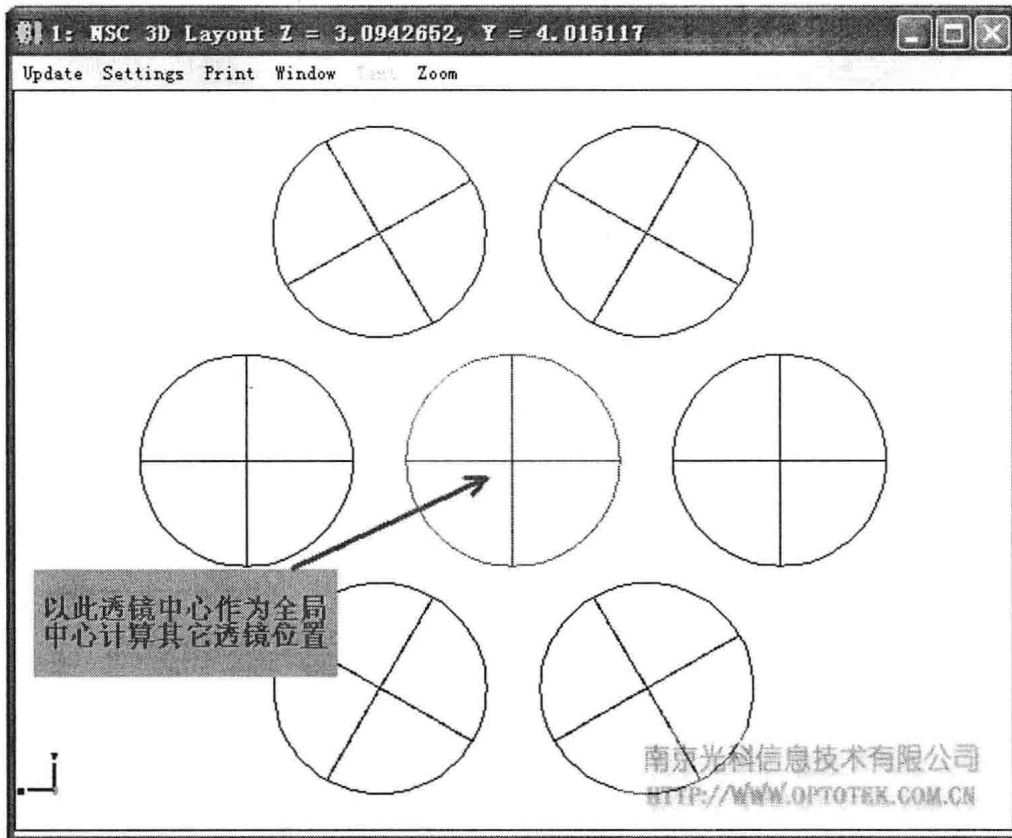 1: NSC 3D Layout Z = 3.0942652, Y = 4.015117
Update Settings Print Window Text Zoom
以此透镜中心作为全局
中心计算其它透镜位置
南京光科信息技术有限公司
HTTP://WWW.OPTOTEK.COM.CN